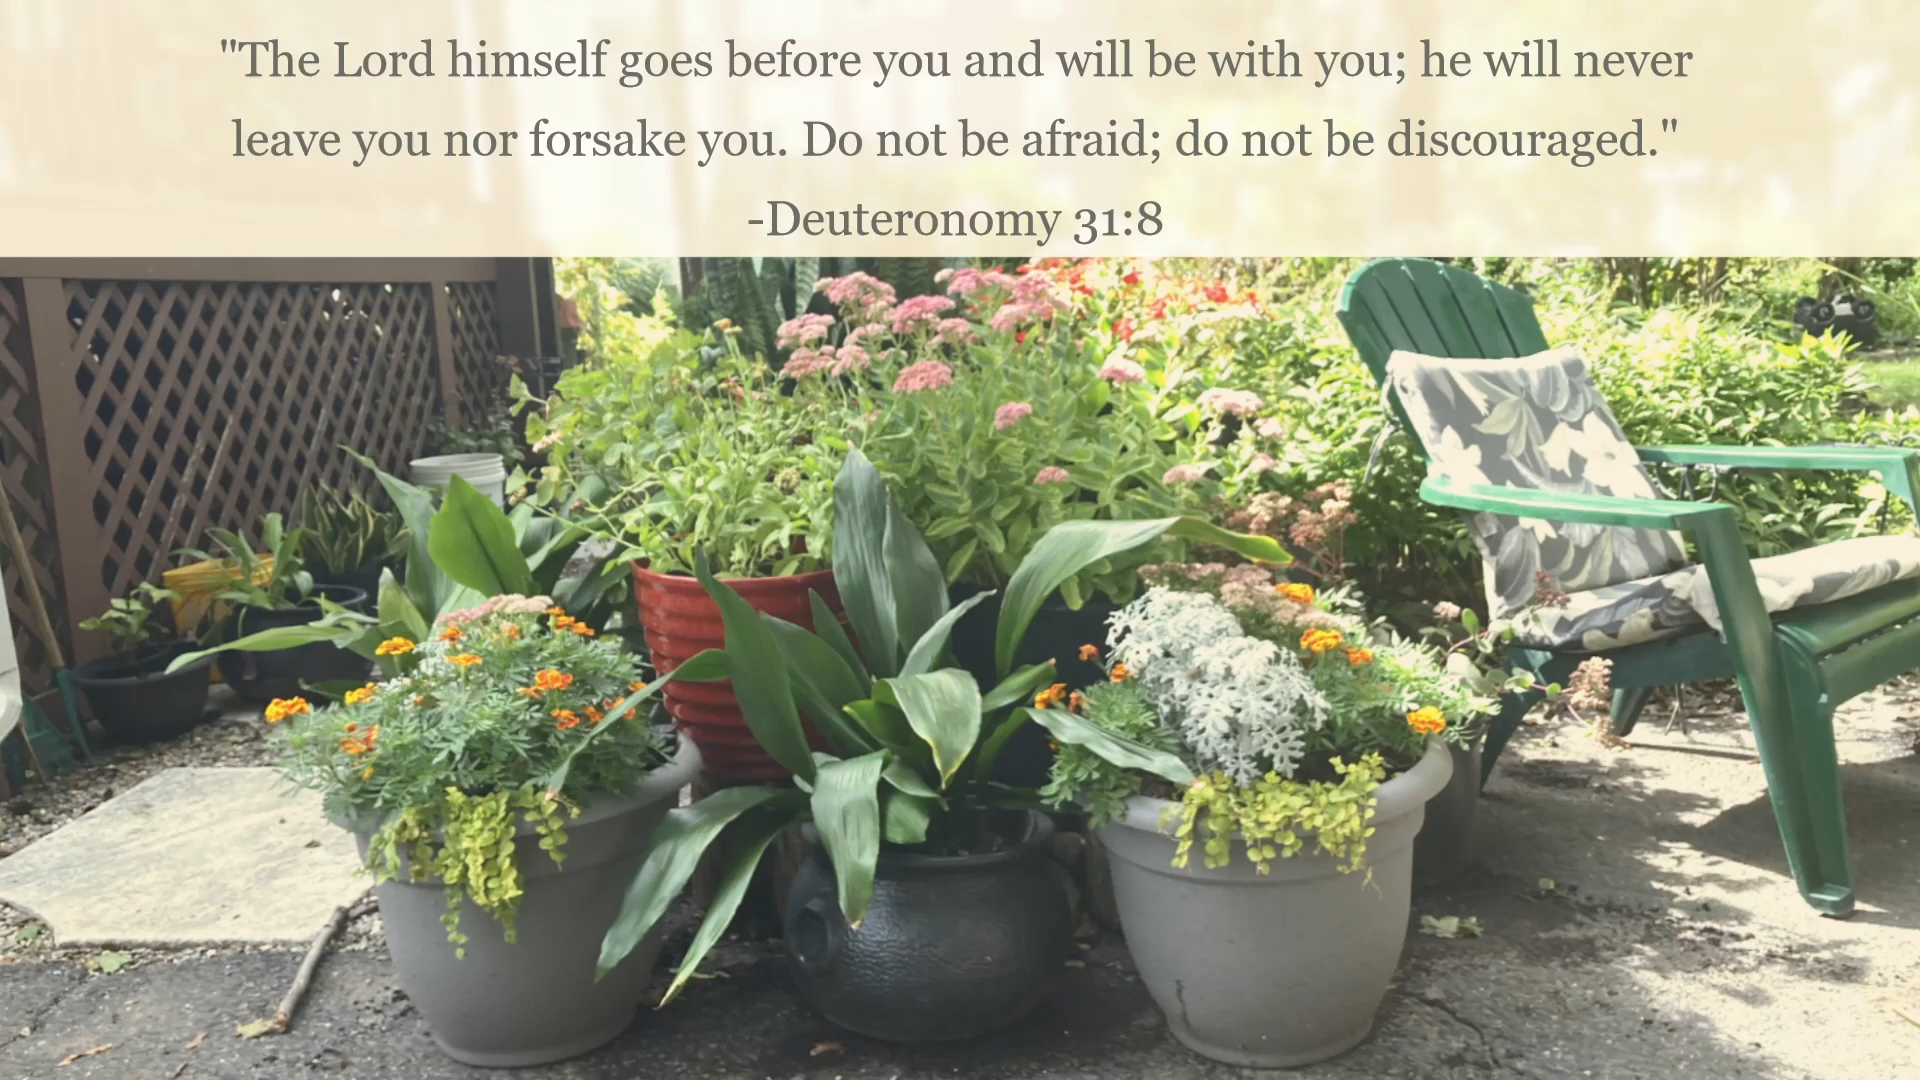 "The Lord himself goes before you and will be with you; he will never
leave you nor forsake you. Do not be afraid; do not be discouraged."
-Deuteronomy 31:8